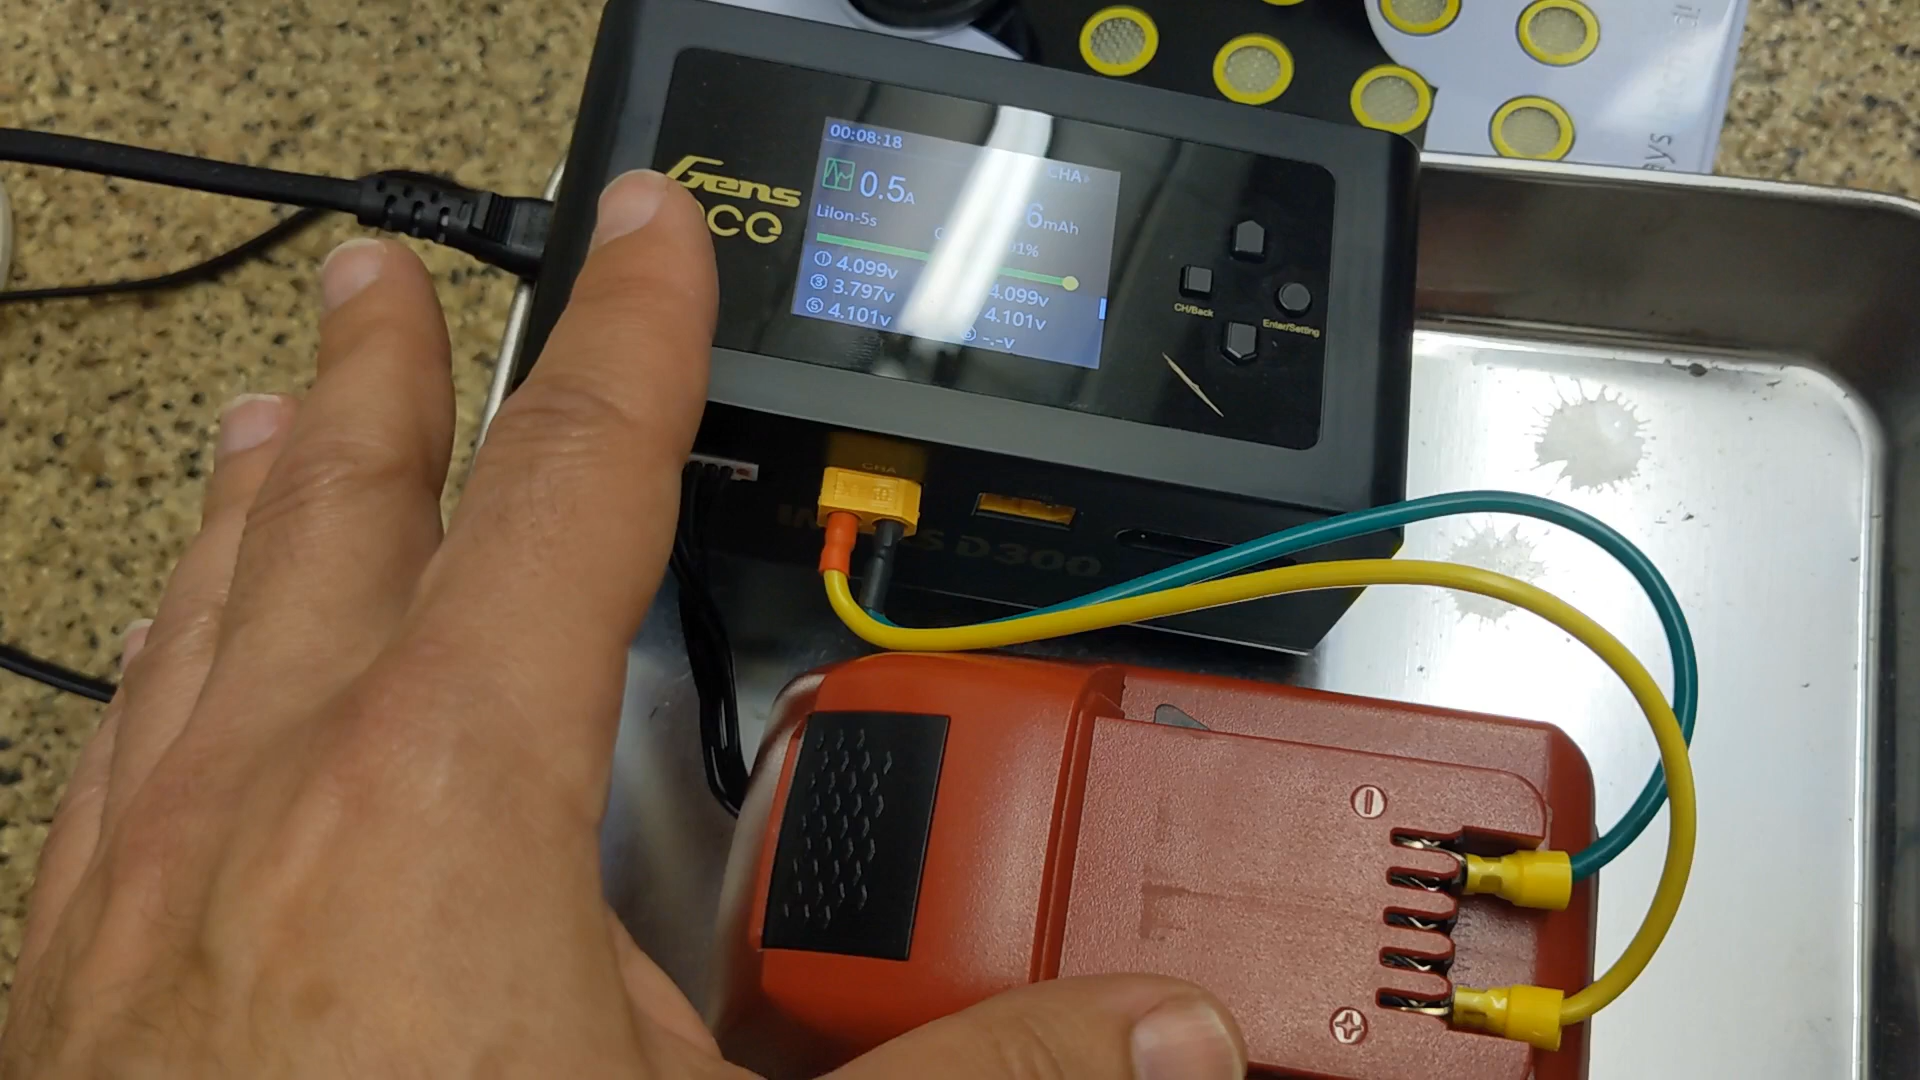 Gens
00:08:18
CHA
0.5A
6mAh
LiIon-5s
① 4.099v
4.099v
③ 3.797v
4.101v
⑤ 4.101v
-.-v
CH/Back
Enter/Setting
CHA
D300